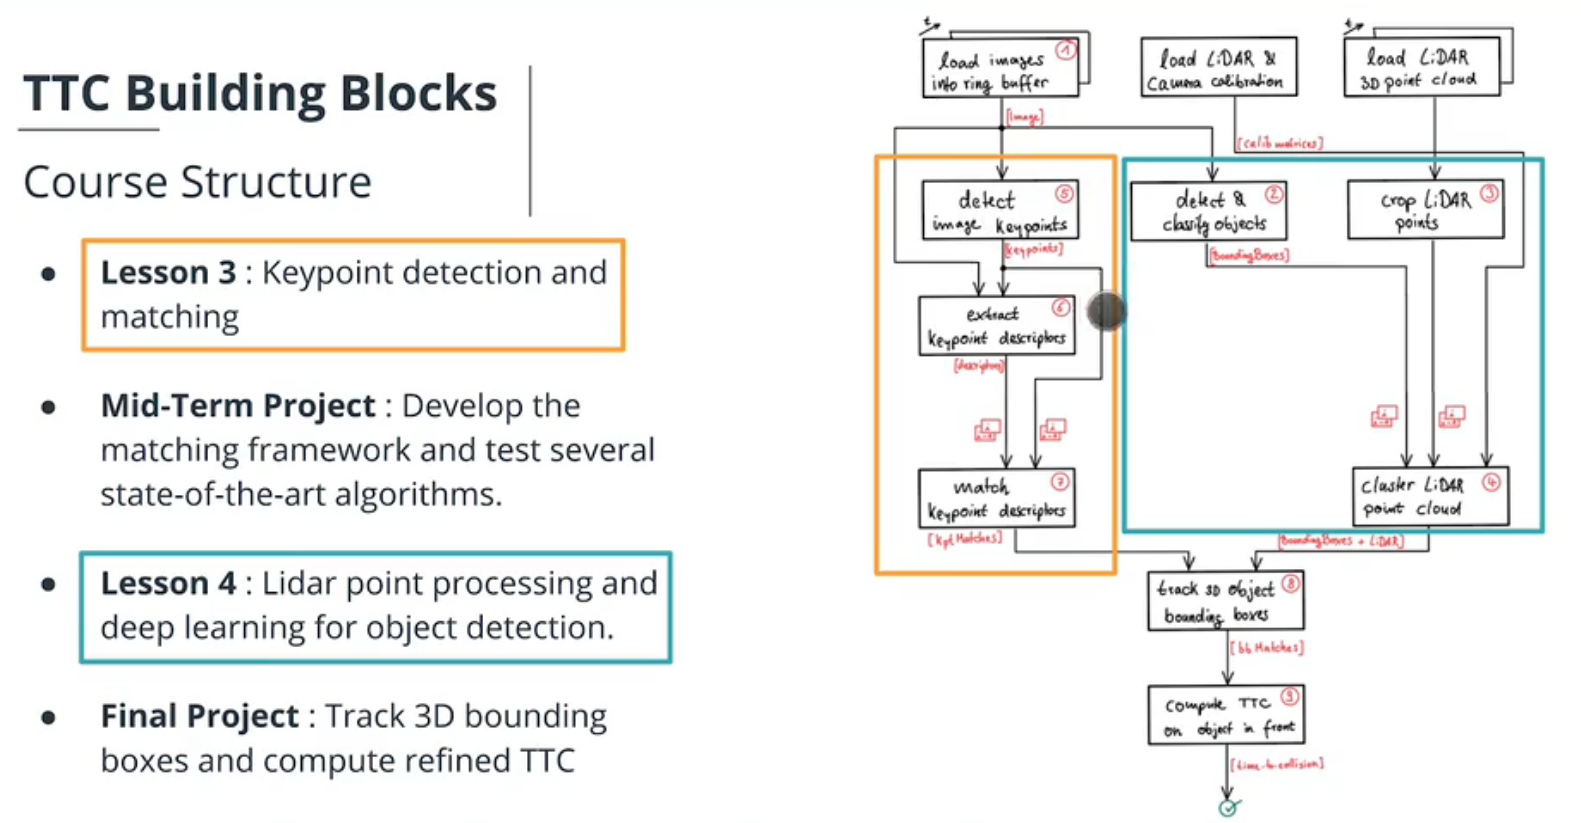 TTC Building Blocks
Course Structure
● Lesson 3 : Keypoint detection and
matching
● Mid-Term Project : Develop the
matching framework and test several
state-of-the-art algorithms.
● Lesson 4 : Lidar point processing and
deep learning for object detection.
● Final Project : Track 3D bounding
boxes and compute refined TTC
t
load images
into ring buffer
1
load LiDAR &
Camera calibration
t
load LiDAR
3D point cloud
[Image]
[calib matrices]
detect
image keypoints
5
detect &
classify objects
2
crop LiDAR
points
3
[keypoints]
[BoundingBoxes]
extract
keypoint descriptors
6
[descriptors]
match
keypoint descriptors
7
cluster LiDAR
point cloud
4
[kptMatches]
[BoundingBoxes + LiDAR]
track 3D object
bounding boxes
8
[bbMatches]
compute TTC
on object in front
9
[time-to-collision]